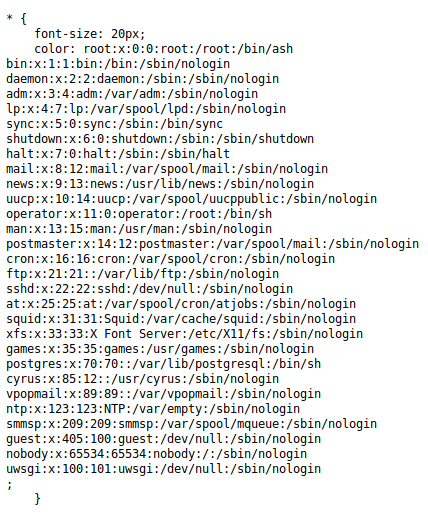 * {
    font-size: 20px;
    color: root:x:0:0:root:/root:/bin/ash
bin:x:1:1:bin:/bin:/sbin/nologin
daemon:x:2:2:daemon:/sbin:/sbin/nologin
adm:x:3:4:adm:/var/adm:/sbin/nologin
lp:x:4:7:lp:/var/spool/lpd:/sbin/nologin
sync:x:5:0:sync:/sbin:/bin/sync
shutdown:x:6:0:shutdown:/sbin:/sbin/shutdown
halt:x:7:0:halt:/sbin:/sbin/halt
mail:x:8:12:mail:/var/spool/mail:/sbin/nologin
news:x:9:13:news:/usr/lib/news:/sbin/nologin
uucp:x:10:14:uucp:/var/spool/uucppublic:/sbin/nologin
operator:x:11:0:operator:/root:/bin/sh
man:x:13:15:man:/usr/man:/sbin/nologin
postmaster:x:14:12:postmaster:/var/spool/mail:/sbin/nologin
cron:x:16:16:cron:/var/spool/cron:/sbin/nologin
ftp:x:21:21::/var/lib/ftp:/sbin/nologin
sshd:x:22:22:sshd:/dev/null:/sbin/nologin
at:x:25:25:at:/var/spool/cron/atjobs:/sbin/nologin
squid:x:31:31:Squid:/var/cache/squid:/sbin/nologin
xfs:x:33:33:X Font Server:/etc/X11/fs:/sbin/nologin
games:x:35:35:games:/usr/games:/sbin/nologin
postgres:x:70:70::/var/lib/postgresql:/bin/sh
cyrus:x:85:12::/usr/cyrus:/sbin/nologin
vpopmail:x:89:89::/var/vpopmail:/sbin/nologin
ntp:x:123:123:NTP:/var/empty:/sbin/nologin
smmsp:x:209:209:smmsp:/var/spool/mqueue:/sbin/nologin
guest:x:405:100:guest:/dev/null:/sbin/nologin
nobody:x:65534:65534:nobody:/:/sbin/nologin
uwsgi:x:100:101:uwsgi:/dev/null:/sbin/nologin
;
    }